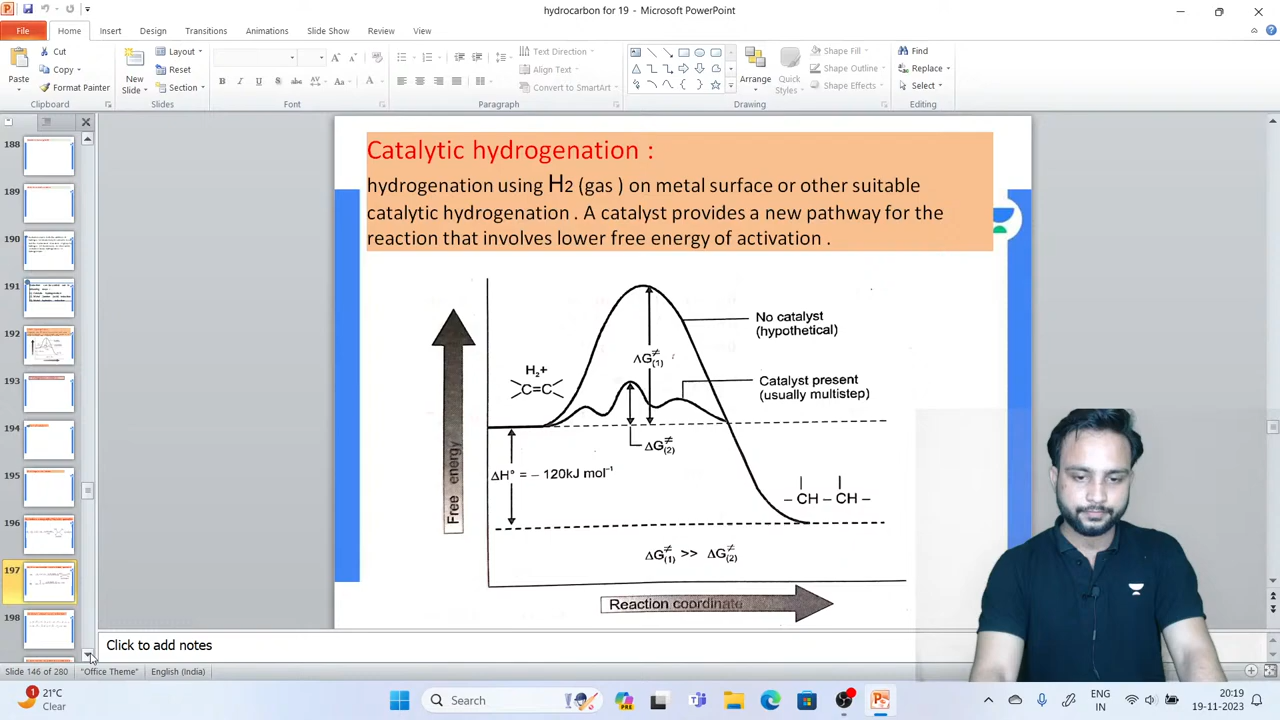 hydrocarbon for 19 - Microsoft PowerPoint
File Home Insert Design Transitions Animations Slide Show Review View
Cut
Copy
Format Painter
Paste
Clipboard
New
Slide
Layout
Reset
Section
Slides
Font
Text Direction
Align Text
Convert to SmartArt
Paragraph
Arrange
Quick
Styles
Shape Fill
Shape Outline
Shape Effects
Drawing
Find
Replace
Select
Editing
188
189
190
191
192
193
194
195
196
197
198
Catalytic hydrogenation :
hydrogenation using H2 (gas ) on metal surface or other suitable
catalytic hydrogenation . A catalyst provides a new pathway for the
reaction that involves lower free energy of activation .
No catalyst
(hypothetical)
ΔG≠(1)
H₂+
>C=C<
Catalyst present
(usually multistep)
ΔG≠(2)
ΔH° = – 120kJ mol⁻¹
Free energy
– CH – CH –
ΔG≠(1) >> ΔG≠(2)
Reaction coordinate
Click to add notes
Slide 146 of 280 "Office Theme" English (India)
1
21°C
Clear
Search
ENG
IN
20:19
19-11-2023